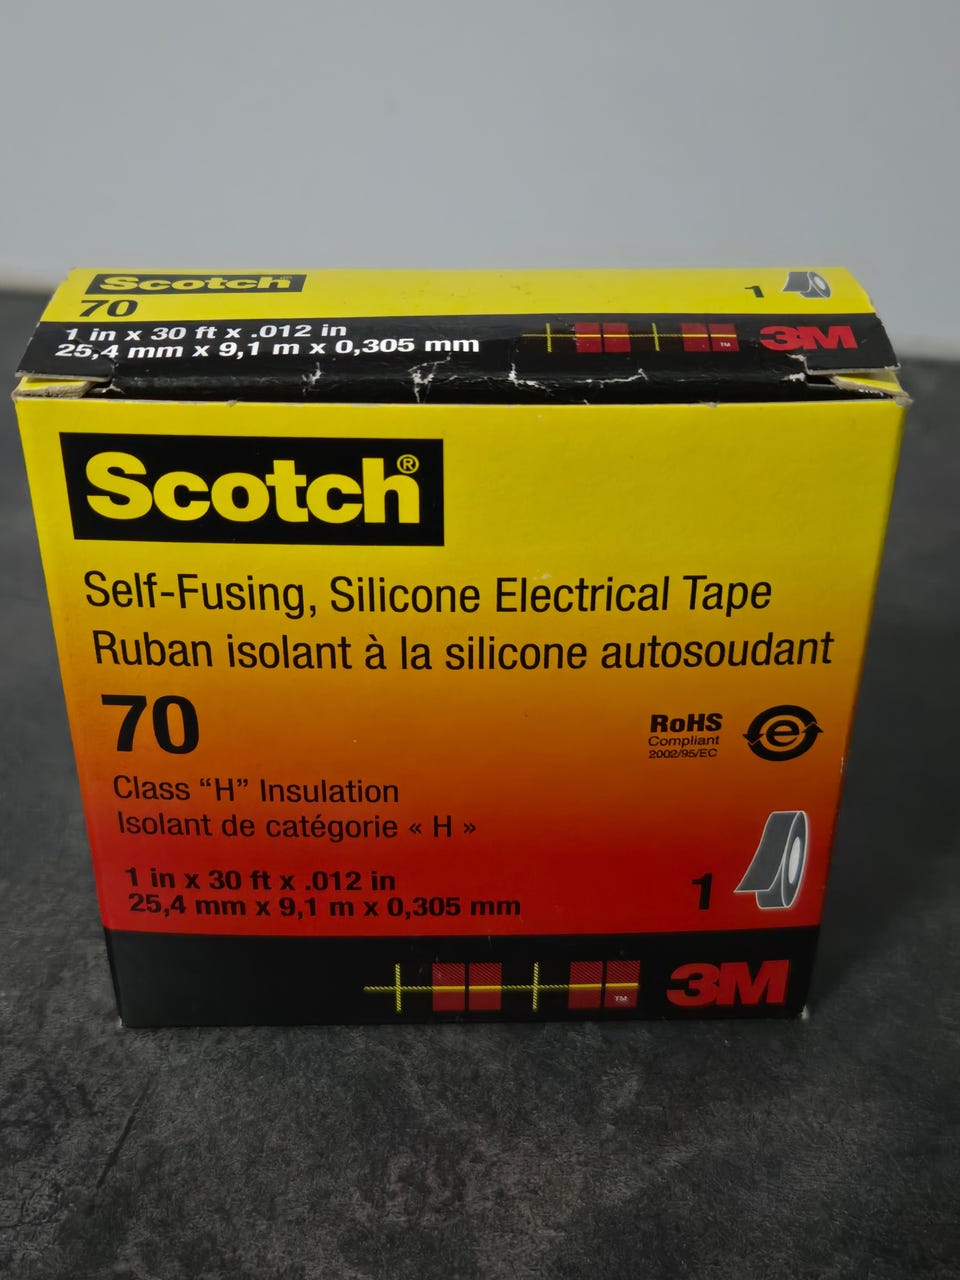 Scotch
70
1
1 in x 30 ft x .012 in
25,4 mm x 9,1 m x 0,305 mm
TM
3M
Scotch®
Self-Fusing, Silicone Electrical Tape
Ruban isolant à la silicone autosoudant
70
RoHS
Compliant
2002/95/EC
e
Class “H” Insulation
Isolant de catégorie « H »
1 in x 30 ft x .012 in
25,4 mm x 9,1 m x 0,305 mm
1
TM
3M